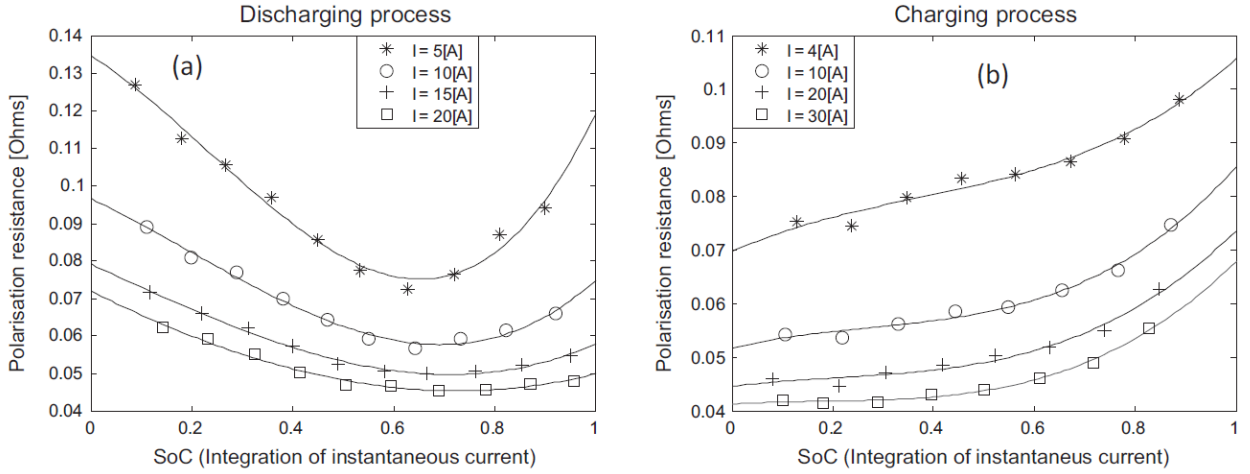 Discharging process
(a)
I = 5[A]
I = 10[A]
I = 15[A]
I = 20[A]
Polarisation resistance [Ohms]
0.14
0.13
0.12
0.11
0.1
0.09
0.08
0.07
0.06
0.05
0.04
0
0.2
0.4
0.6
0.8
1
SoC (Integration of instantaneous current)
Charging process
(b)
I = 4[A]
I = 10[A]
I = 20[A]
I = 30[A]
Polarisation resistance [Ohms]
0.11
0.1
0.09
0.08
0.07
0.06
0.05
0.04
0
0.2
0.4
0.6
0.8
1
SoC (Integration of instantaneous current)